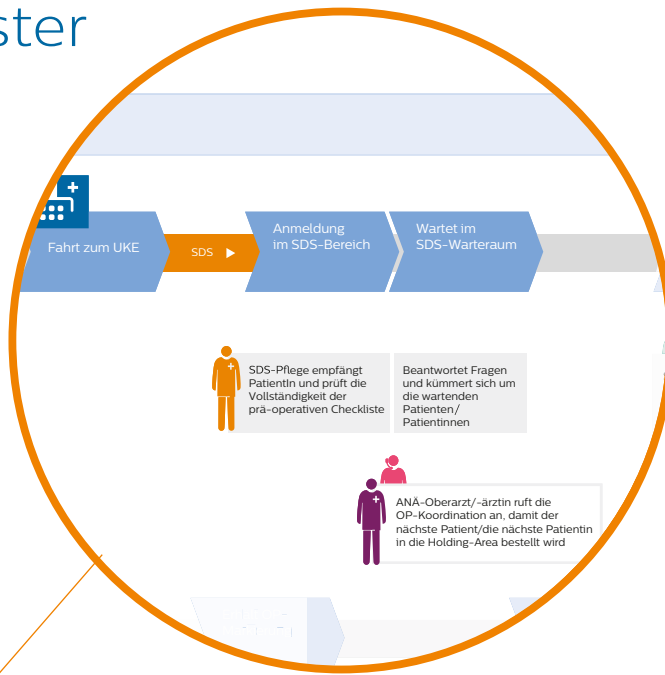 ster
Fahrt zum UKE
SDS
Anmeldung
im SDS-Bereich
Wartet im
SDS-Warteraum
SDS-Pflege empfängt
PatientIn und prüft die
Vollständigkeit der
prä-operativen Checkliste
Beantwortet Fragen
und kümmert sich um
die wartenden
Patienten/
Patientinnen
ANÄ-Oberarzt/-ärztin ruft die
OP-Koordination an, damit der
nächste Patient/die nächste Patientin
in die Holding-Area bestellt wird